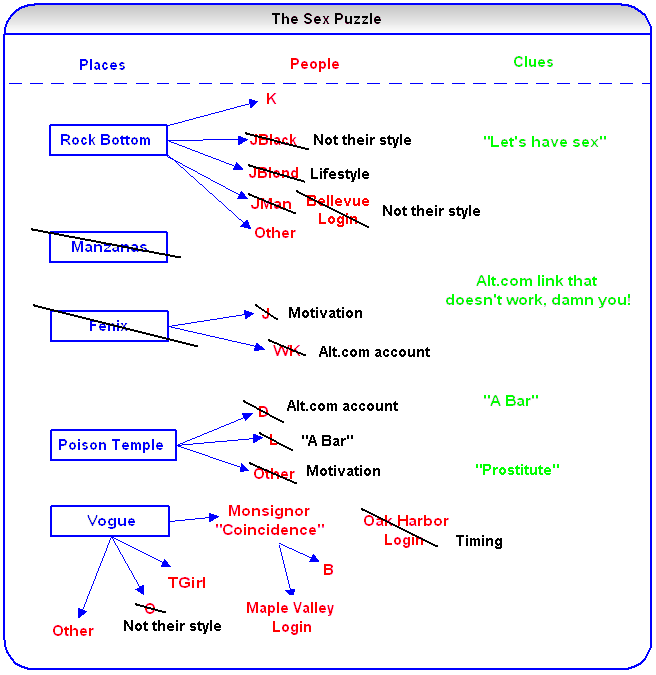 The Sex Puzzle
Places
People
Clues
K
Rock Bottom
JBlack
Not their style
"Let's have sex"
JBlond
Lifestyle
JMan
Bellevue
Login
Not their style
Other
Manzanas
Alt.com link that
doesn't work, damn you!
Fenix
J
Motivation
WK
Alt.com account
"A Bar"
D
Alt.com account
Poison Temple
L
"A Bar"
Other
Motivation
"Prostitute"
Vogue
Monsignor
"Coincidence"
Oak Harbor
Login
Timing
TGirl
B
O
Not their style
Other
Maple Valley
Login